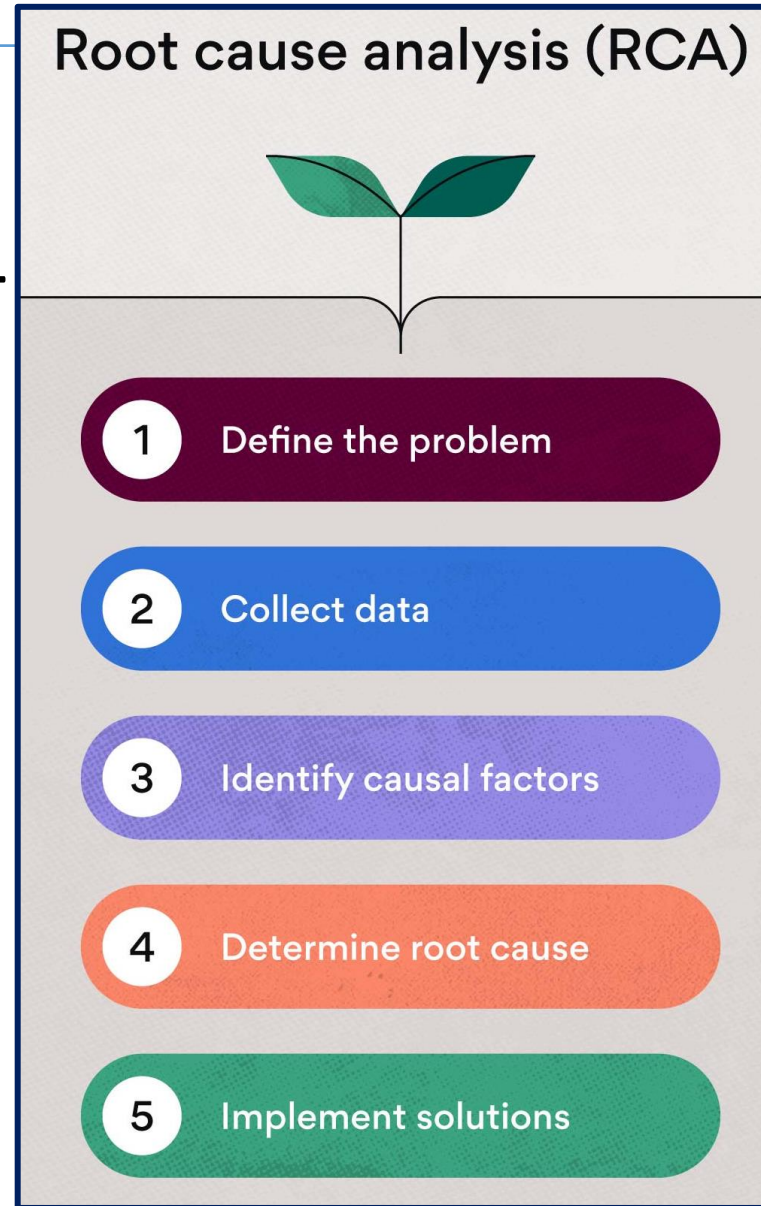 Root cause analysis (RCA)
1 Define the problem
2 Collect data
3 Identify causal factors
4 Determine root cause
5 Implement solutions